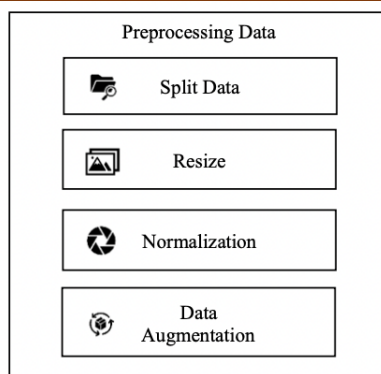 Preprocessing Data
Split Data
Resize
Normalization
Data
Augmentation